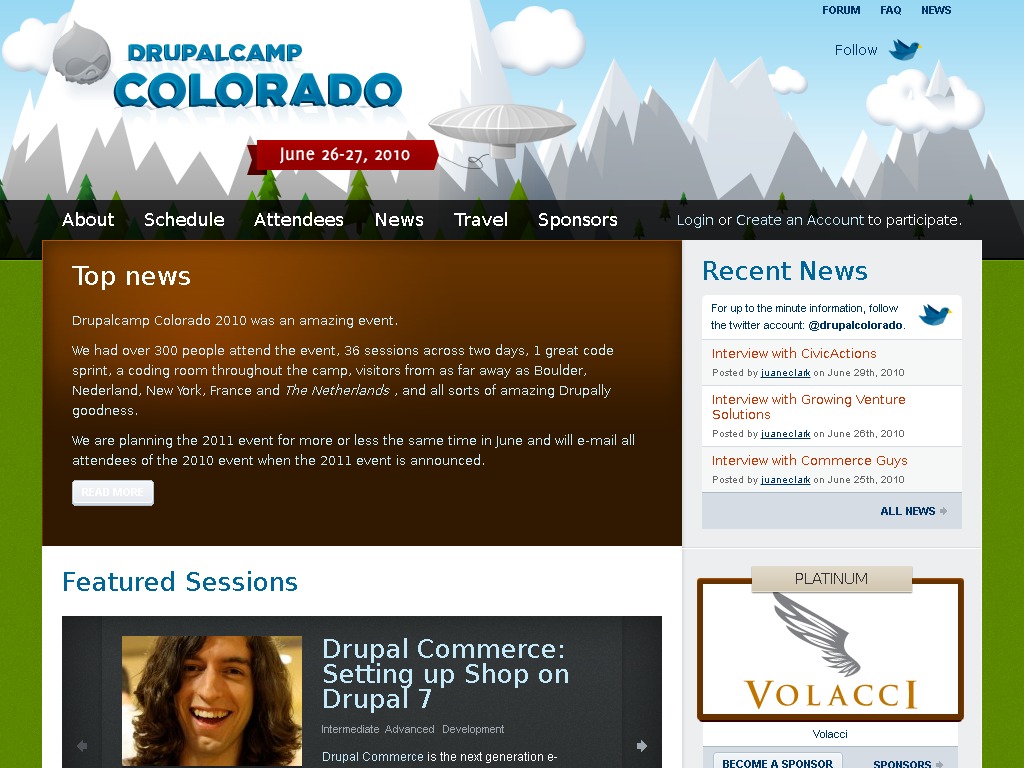 FORUM FAQ NEWS
Follow
DRUPALCAMP
COLORADO
June 26-27, 2010
About Schedule Attendees News Travel Sponsors Login or Create an Account to participate.
Top news
Drupalcamp Colorado 2010 was an amazing event.
We had over 300 people attend the event, 36 sessions across two days, 1 great code
sprint, a coding room throughout the camp, visitors from as far away as Boulder,
Nederland, New York, France and The Netherlands , and all sorts of amazing Drupally
goodness.
We are planning the 2011 event for more or less the same time in June and will e-mail all
attendees of the 2010 event when the 2011 event is announced.
READ MORE
Recent News
For up to the minute information, follow
the twitter account: @drupalcolorado.
Interview with CivicActions
Posted by juaneclark on June 29th, 2010
Interview with Growing Venture
Solutions
Posted by juaneclark on June 26th, 2010
Interview with Commerce Guys
Posted by juaneclark on June 25th, 2010
ALL NEWS
Featured Sessions
Drupal Commerce:
Setting up Shop on
Drupal 7
Intermediate Advanced Development
Drupal Commerce is the next generation e-
PLATINUM
VOLACCI
Volacci
BECOME A SPONSOR SPONSORS